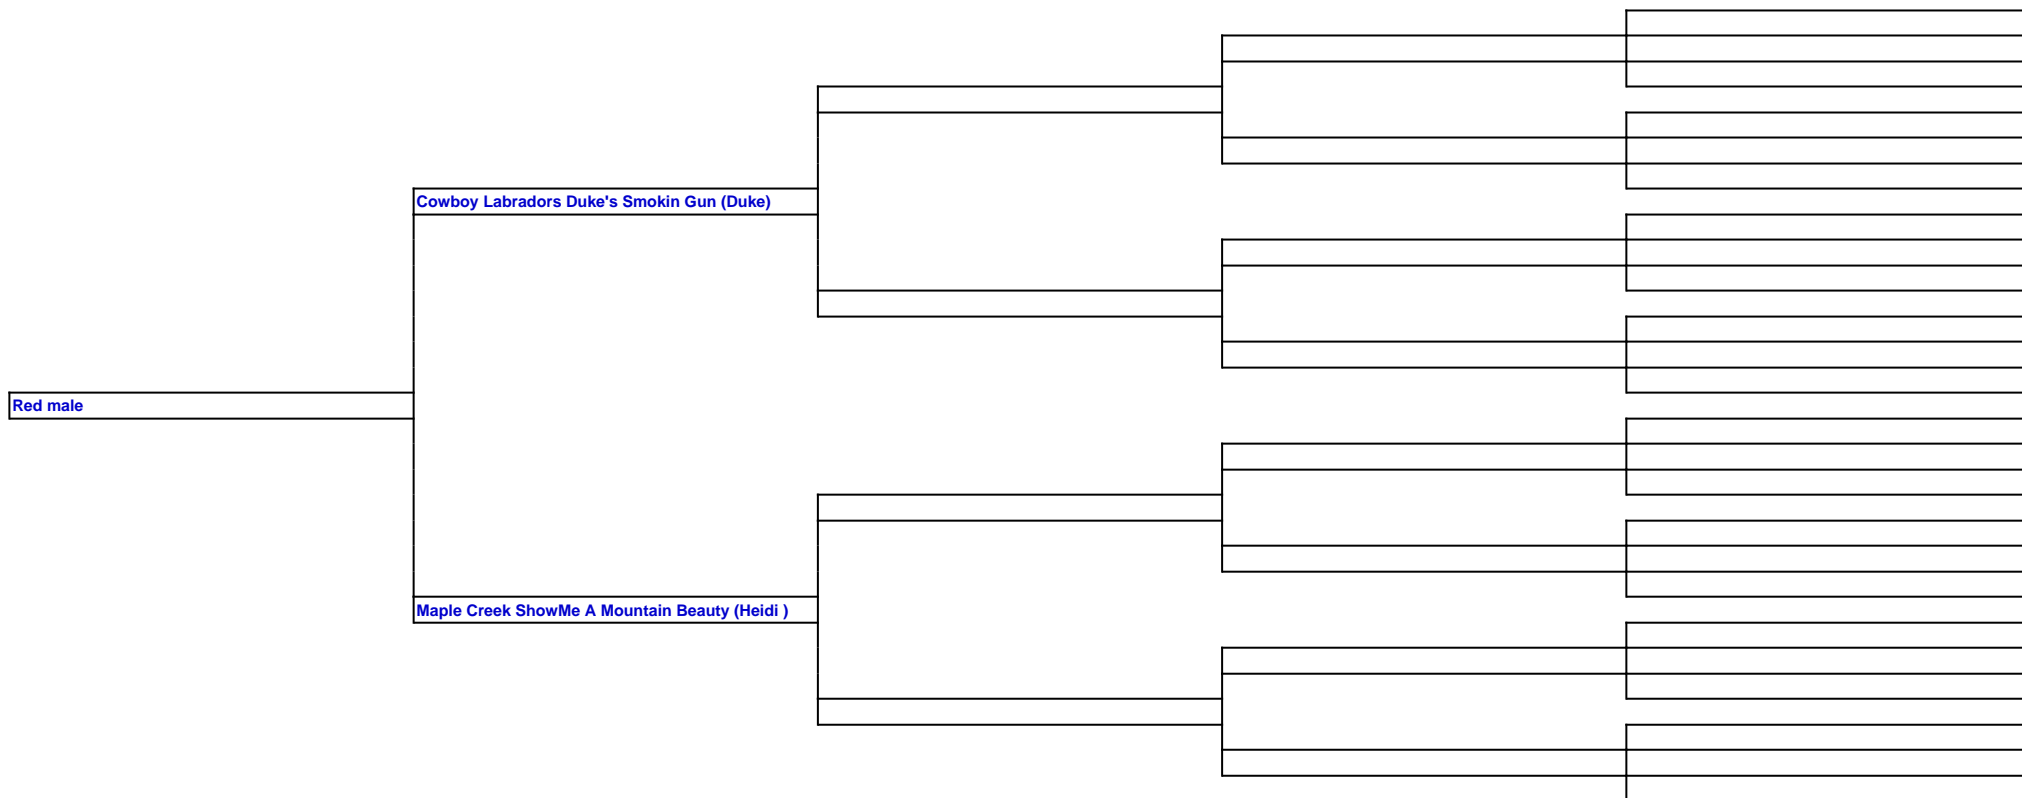 Cowboy Labradors Duke's Smokin Gun (Duke)
Red male
Maple Creek ShowMe A Mountain Beauty (Heidi )